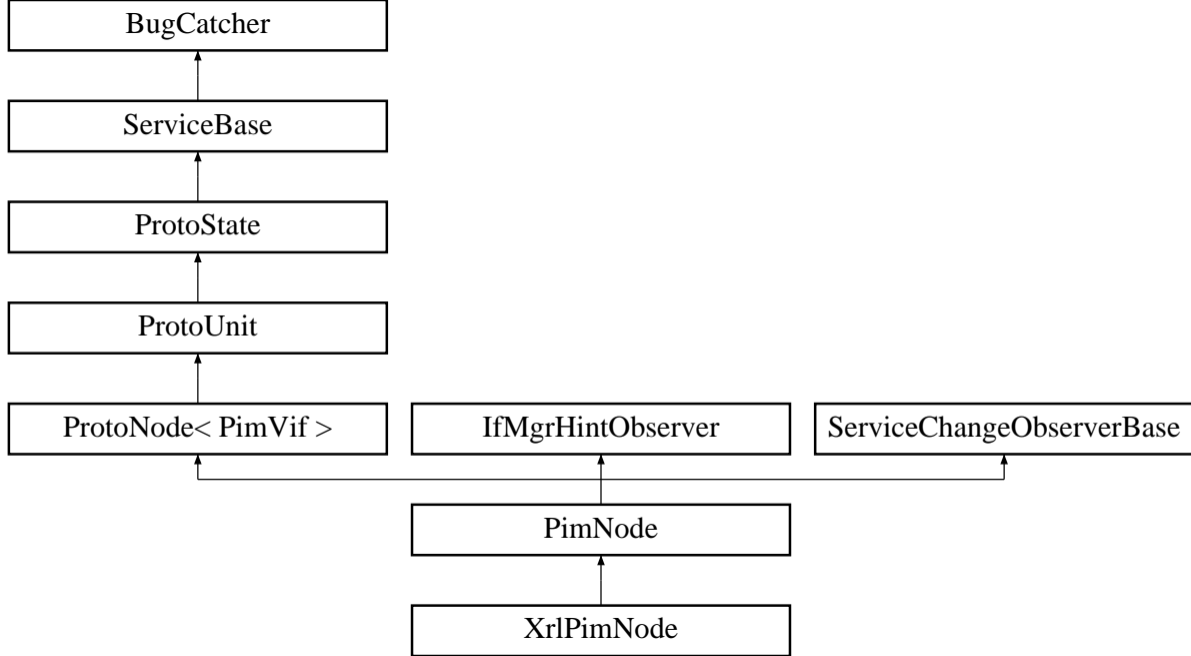 BugCatcher
ServiceBase
ProtoState
ProtoUnit
ProtoNode< PimVif >
IfMgrHintObserver
ServiceChangeObserverBase
PimNode
XrlPimNode